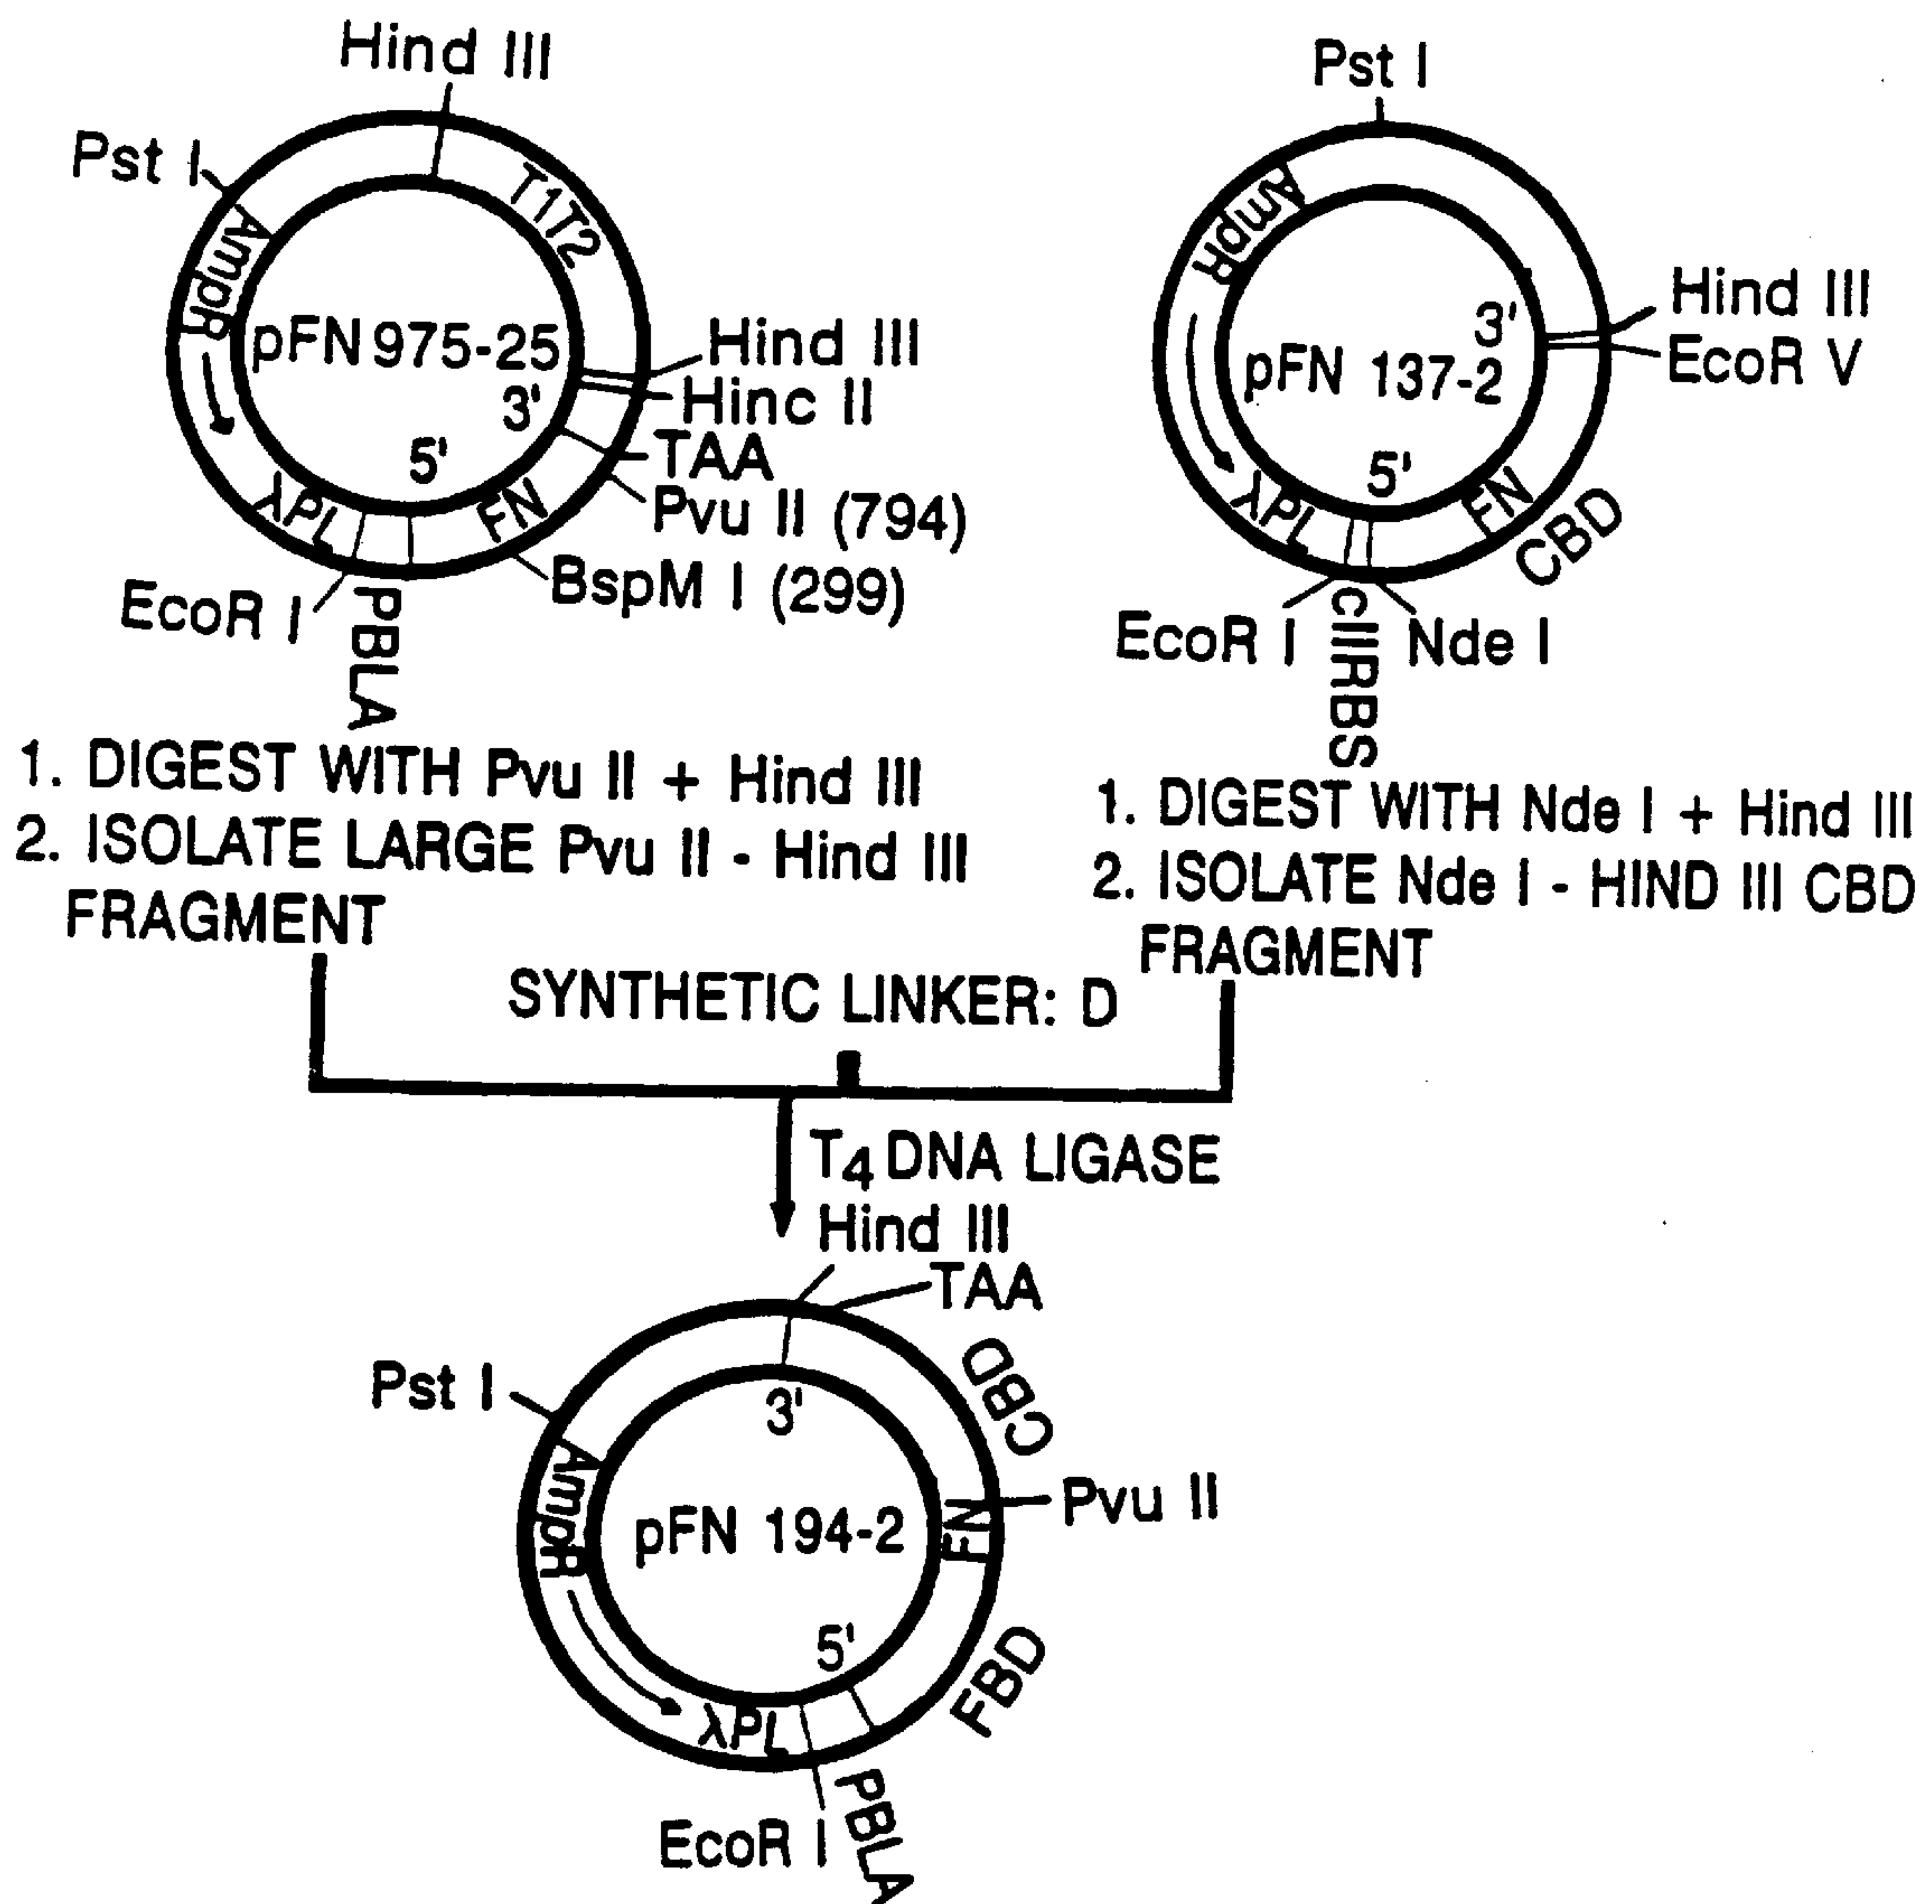 Hind III
Pst I
T1T2
AmpR
pFN 975-25
Hind III
Hinc II
3'
TAA
5'
Pvu II (794)
FN
λPL
BspM I (299)
EcoR I
PBLA
1. DIGEST WITH Pvu II + Hind III
2. ISOLATE LARGE Pvu II - Hind III
FRAGMENT
Pst I
AmpR
Hind III
3'
EcoR V
pFN 137-2
5'
FN
CBD
λPL
EcoR I
CIIRBS
Nde I
1. DIGEST WITH Nde I + Hind III
2. ISOLATE Nde I - HIND III CBD
FRAGMENT
SYNTHETIC LINKER: D
T4 DNA LIGASE
Hind III
TAA
CBD
Pst I
3'
AmpR
Pvu II
pFN 194-2
FN
5'
FBD
λPL
EcoR I
PBLA